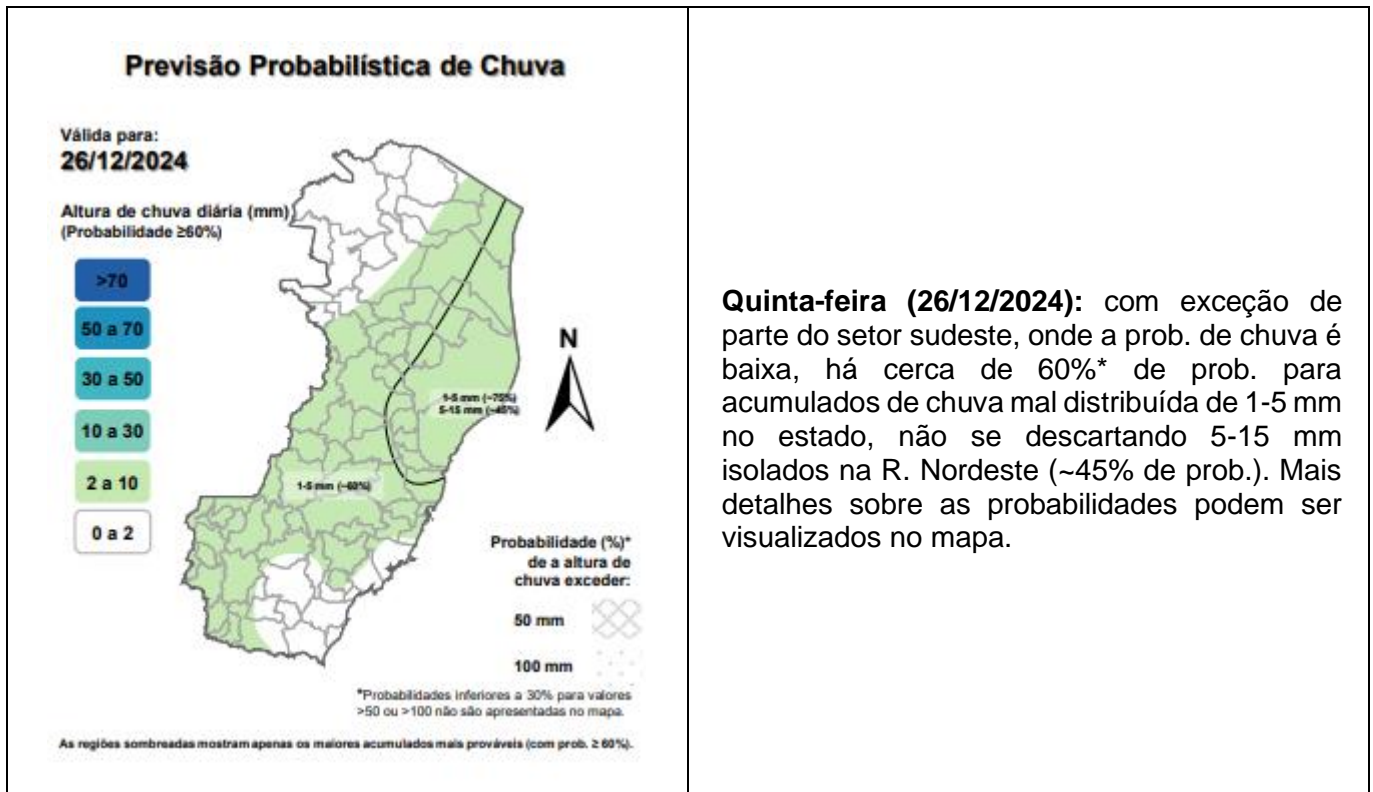 Previsão Probabilística de Chuva
Válida para:
26/12/2024
Altura de chuva diária (mm)
(Probabilidade ≥60%)
>70
50 a 70
30 a 50
10 a 30
2 a 10
0 a 2
N
1-5 mm (~75%)
5-15 mm (~45%)
1-5 mm (~60%)
Probabilidade (%)*
de a altura de
chuva exceder:
50 mm
100 mm
*Probabilidades inferiores a 30% para valores
>50 ou >100 não são apresentadas no mapa.
As regiões sombreadas mostram apenas os maiores acumulados mais prováveis (com prob. ≥ 60%).
Quinta-feira (26/12/2024): com exceção de
parte do setor sudeste, onde a prob. de chuva é
baixa, há cerca de 60%* de prob. para
acumulados de chuva mal distribuída de 1-5 mm
no estado, não se descartando 5-15 mm
isolados na R. Nordeste (~45% de prob.). Mais
detalhes sobre as probabilidades podem ser
visualizados no mapa.